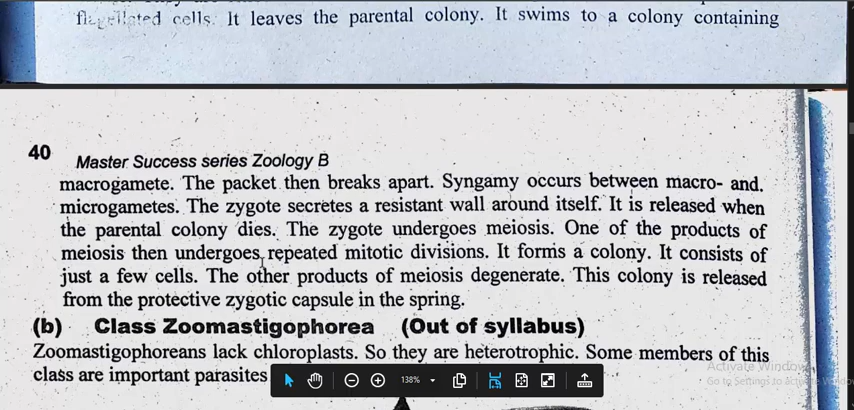 flagellated cells. It leaves the parental colony. It swims to a colony containing
40
Master Success series Zoology B
macrogamete. The packet then breaks apart. Syngamy occurs between macro- and.
microgametes. The zygote secretes a resistant wall around itself. It is released when
the parental colony dies. The zygote undergoes meiosis. One of the products of
meiosis then undergoes repeated mitotic divisions. It forms a colony. It consists of
just a few cells. The other products of meiosis degenerate. This colony is released
from the protective zygotic capsule in the spring.
(b) Class Zoomastigophorea (Out of syllabus)
Zoomastigophoreans lack chloroplasts. So they are heterotrophic. Some members of this
class are important parasites
138%
Activate Windows
Go to Settings to activate Windows